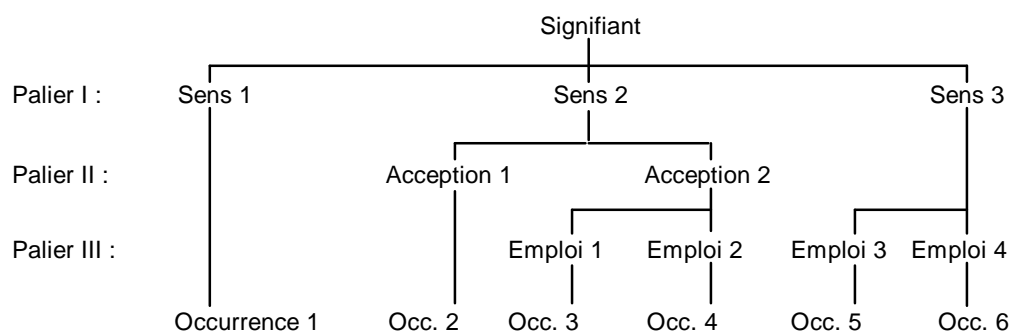 Signifiant
Palier I : Sens 1 Sens 2 Sens 3
Palier II : Acception 1 Acception 2
Palier III : Emploi 1 Emploi 2 Emploi 3 Emploi 4
Occurrence 1 Occ. 2 Occ. 3 Occ. 4 Occ. 5 Occ. 6